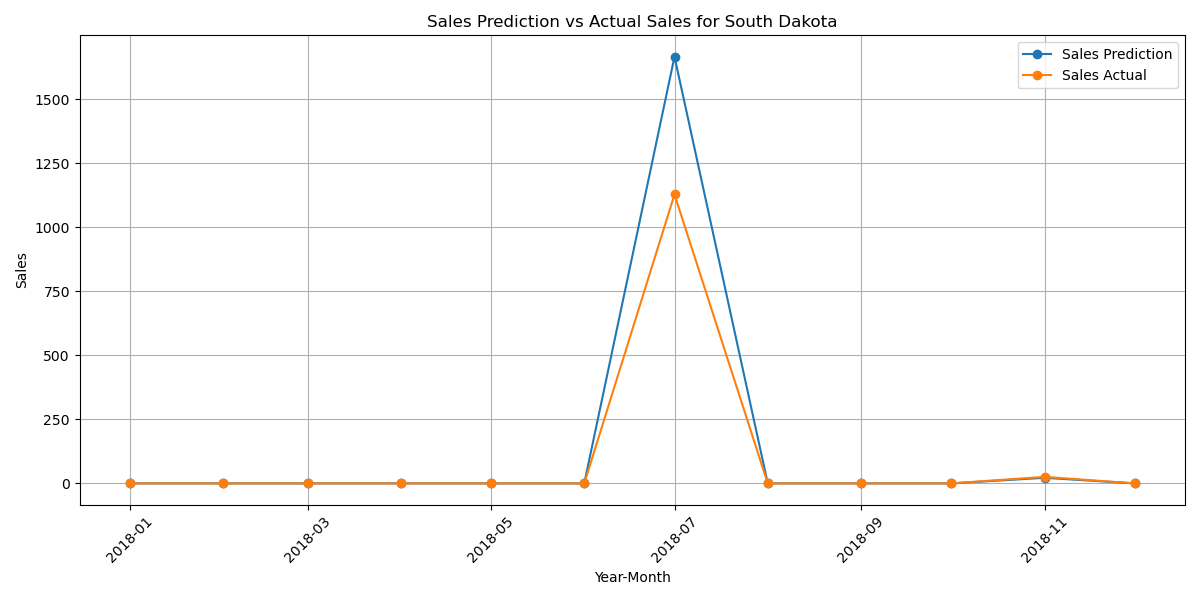 Sales Prediction vs Actual Sales for South Dakota
Sales Prediction
Sales Actual
Sales
1500
1250
1000
750
500
250
0
2018-01
2018-03
2018-05
2018-07
2018-09
2018-11
Year-Month